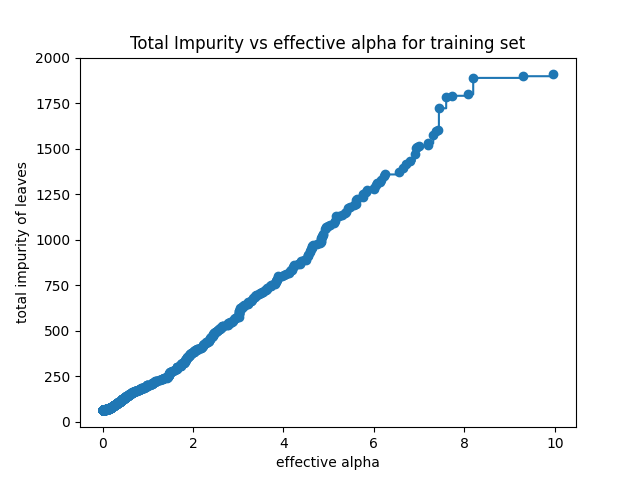 Total Impurity vs effective alpha for training set
2000
1750
1500
1250
1000
750
500
250
0
total impurity of leaves
0 2 4 6 8 10
effective alpha